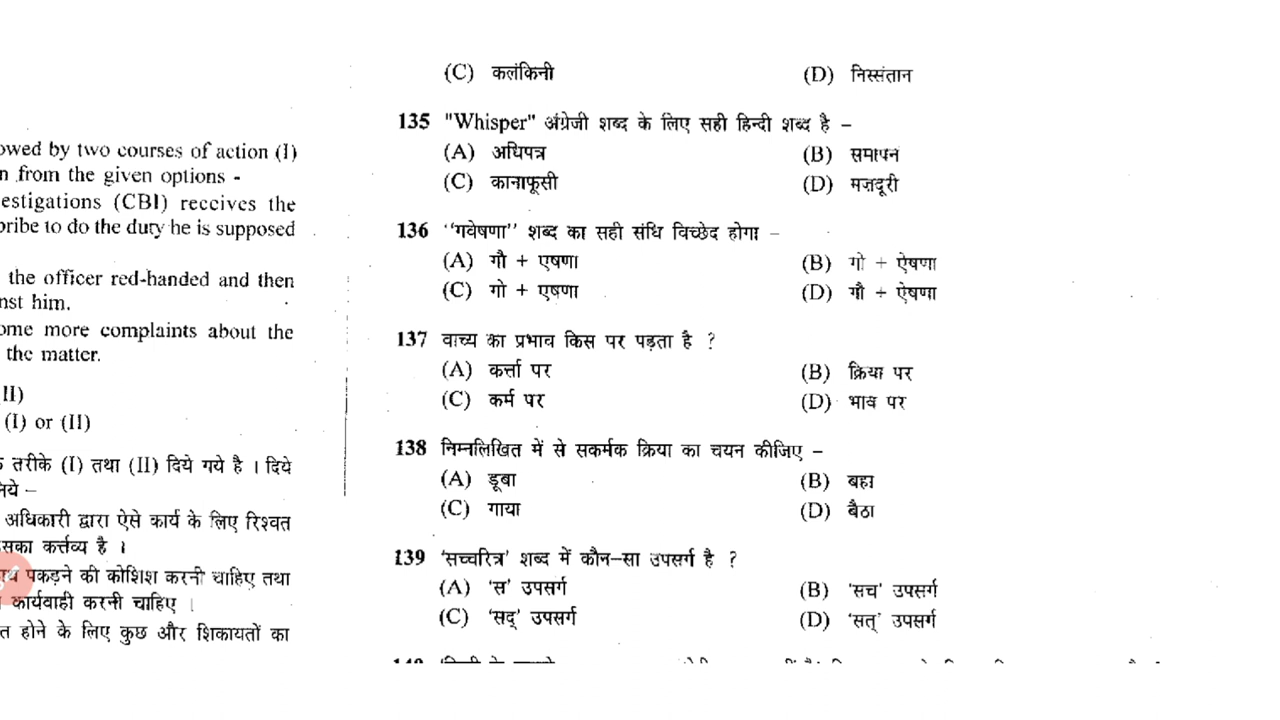 owed by two courses of action (I)
n from the given options -
estigations (CBI) receives the
bribe to do the duty he is supposed
the officer red-handed and then
nst him.
ome more complaints about the
the matter.
II)
(I) or (II)
तरीके (I) तथा (II) दिये गये है । दिये
अधिकारी द्वारा ऐसे कार्य के लिए रिश्वत
सका कर्त्तव्य है ।
पकड़ने की कोशिश करनी चाहिए तथा
कार्यवाही करनी चाहिए ।
त होने के लिए कुछ और शिकायतों का
(C) कलंकिनी (D) निस्संतान
135 "Whisper" अंग्रेजी शब्द के लिए सही हिन्दी शब्द है –
(A) अधिपत्र (B) समापन
(C) कानाफूसी (D) मजदूरी
136 ''गवेषणा'' शब्द का सही संधि विच्छेद होगा –
(A) गौ + एषणा (B) गो + ऐषणा
(C) गो + एषणा (D) गौ + ऐषणा
137 वाच्य का प्रभाव किस पर पड़ता है ?
(A) कर्त्ता पर (B) क्रिया पर
(C) कर्म पर (D) भाव पर
138 निम्नलिखित में से सकर्मक क्रिया का चयन कीजिए –
(A) डूबा (B) बहा
(C) गाया (D) बैठा
139 'सच्चरित्र' शब्द में कौन-सा उपसर्ग है ?
(A) 'स' उपसर्ग (B) 'सच' उपसर्ग
(C) 'सद्' उपसर्ग (D) 'सत्' उपसर्ग